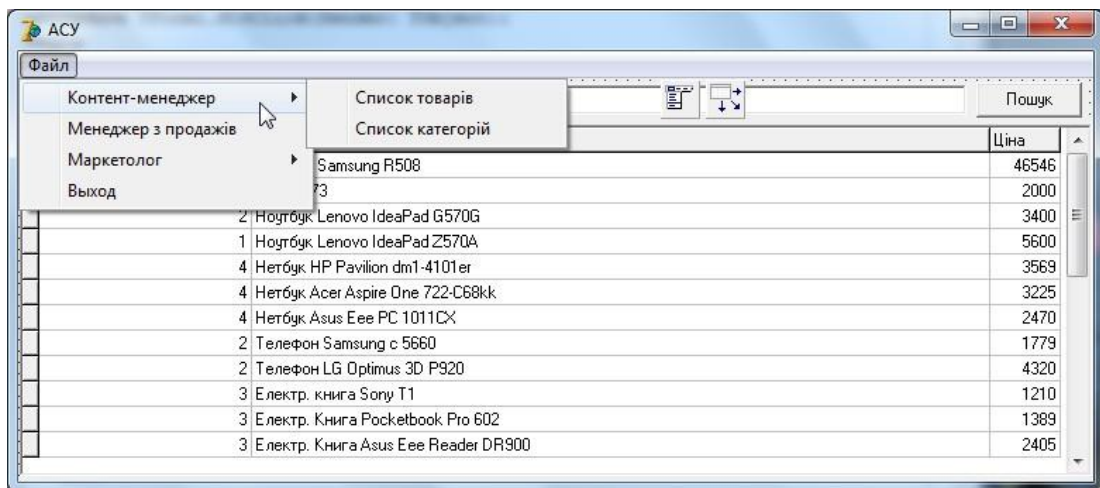 АСУ
Файл
Контент-менеджер
Список товарів
Пошук
Менеджер з продажів
Список категорій
Ціна
Маркетолог
Samsung R508 46546
Выход
73 2000
2 Ноутбук Lenovo IdeaPad G570G 3400
1 Ноутбук Lenovo IdeaPad Z570A 5600
4 Нетбук HP Pavilion dm1-4101er 3569
4 Нетбук Acer Aspire One 722-C68kk 3225
4 Нетбук Asus Eee PC 1011CX 2470
2 Телефон Samsung c 5660 1779
2 Телефон LG Optimus 3D P920 4320
3 Електр. книга Sony T1 1210
3 Електр. Книга Pocketbook Pro 602 1389
3 Електр. Книга Asus Eee Reader DR900 2405